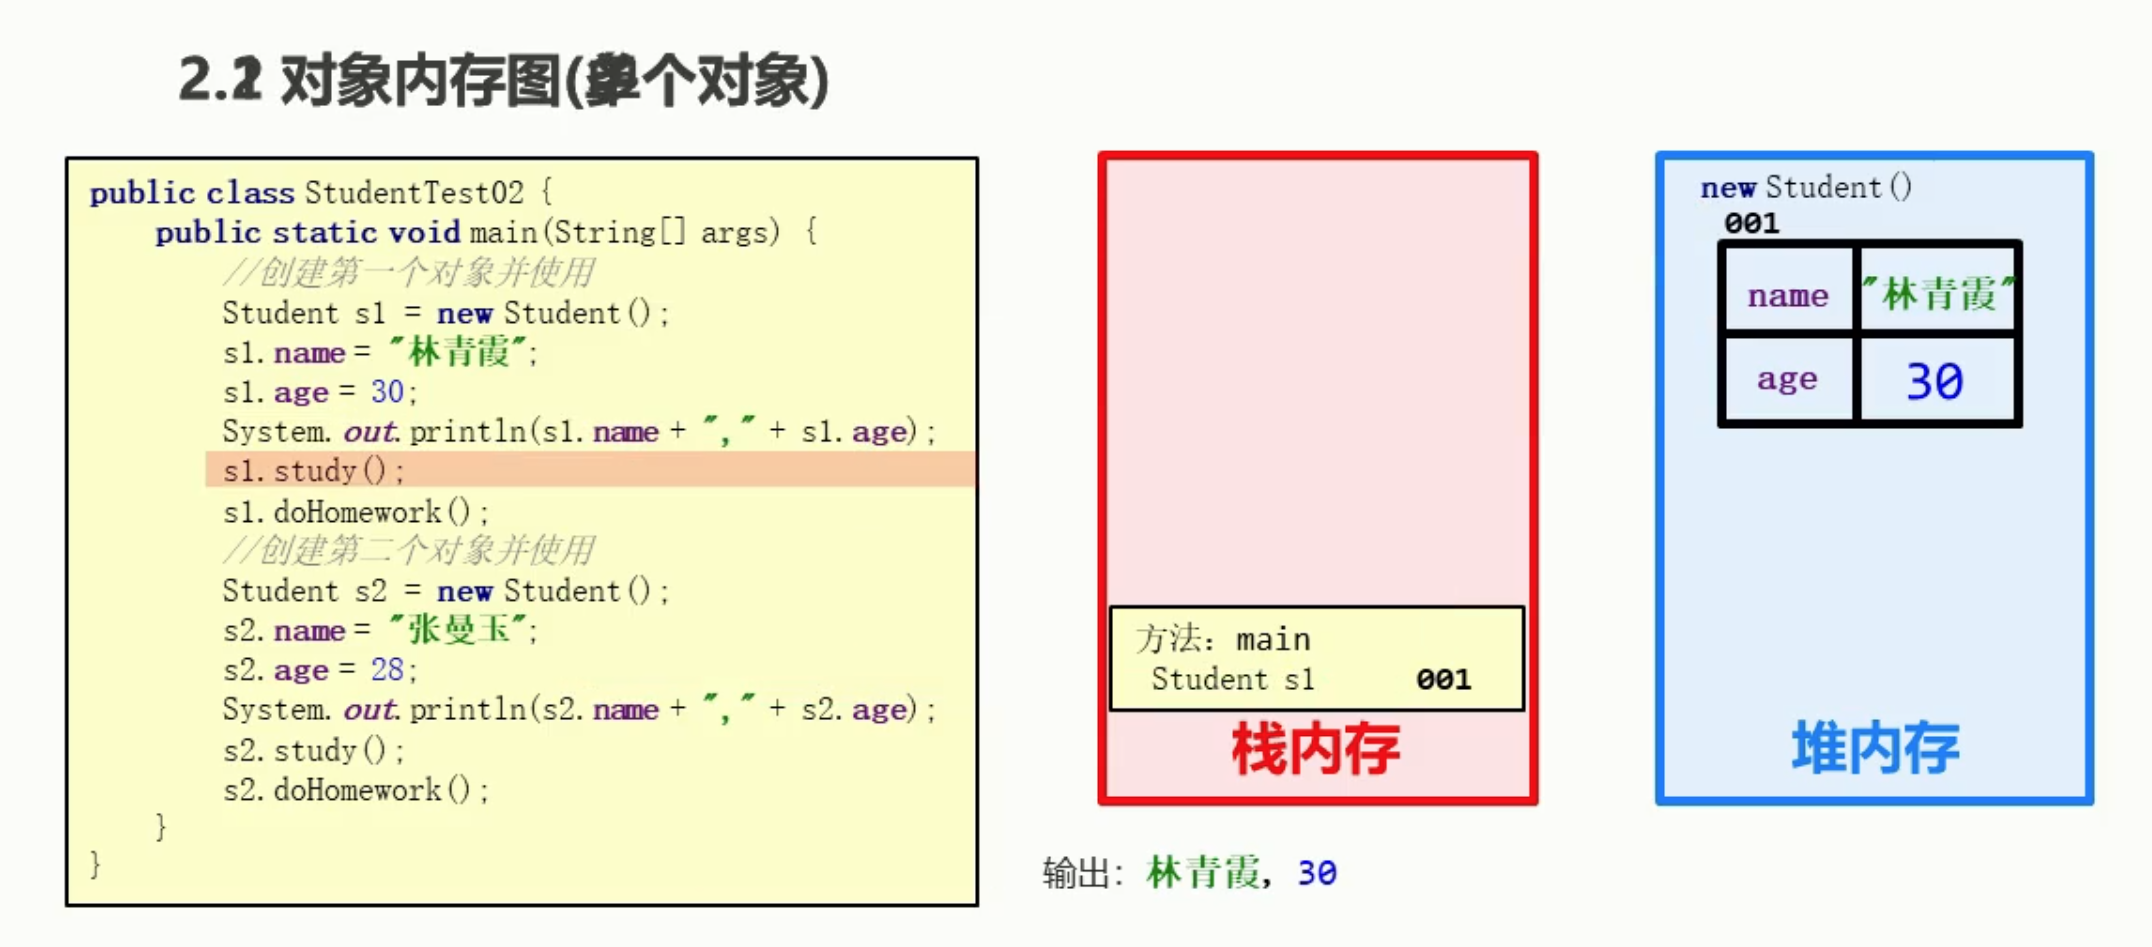 对象内存图(个对象)
public class StudentTest02 {
public static void main(String[] args) {
//创建第一个对象并使用
Student s1 = new Student();
s1.name = "林青霞";
s1.age = 30;
System.out.println(s1.name + "," + s1.age);
s1.study();
s1.doHomework();
//创建第二个对象并使用
Student s2 = new Student();
s2.name = "张曼玉";
s2.age = 28;
System.out.println(s2.name + "," + s2.age);
s2.study();
s2.doHomework();
}
}
方法：main
Student s1 001
栈内存
new Student()
001
name "林青霞"
age 30
堆内存
输出：林青霞，30